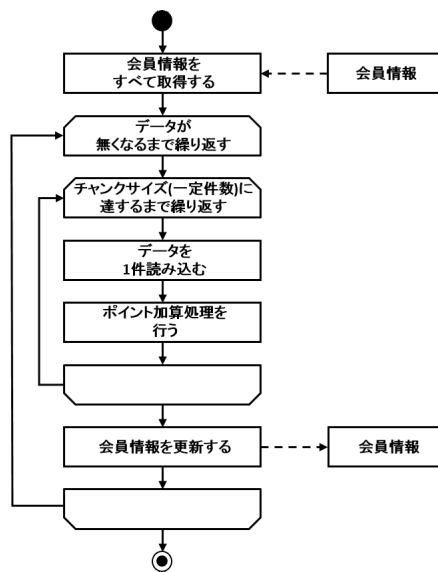 会員情報を
すべて取得する
会員情報
データが
無くなるまで繰り返す
チャンクサイズ(一定件数)に
達するまで繰り返す
データを
1件読み込む
ポイント加算処理を
行う
会員情報を更新する
会員情報